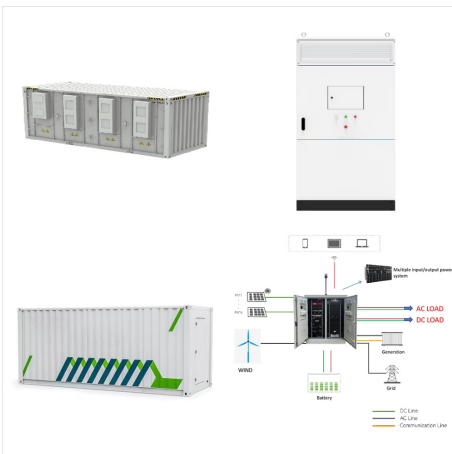 Multiple input/output power
system
PV1
AC LOAD
DC LOAD
WIND
Generation
Grid
Battery
DC Line
AC Line
Communication Line